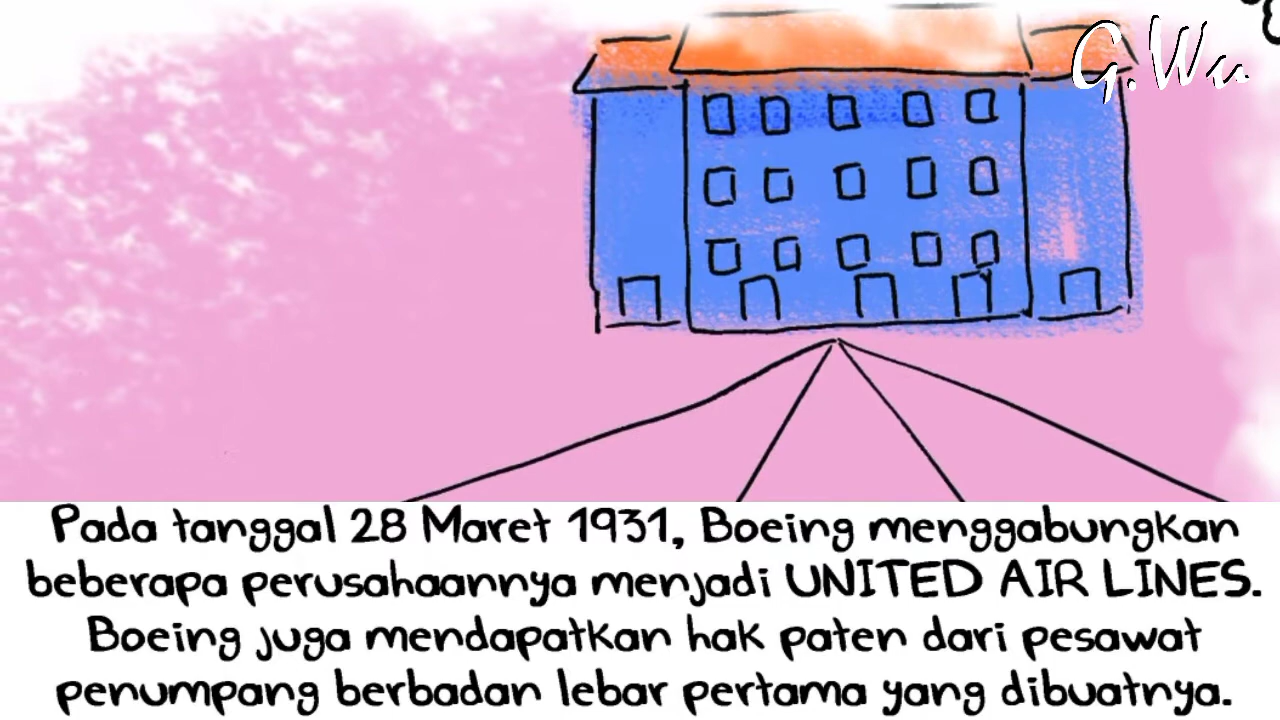 G.Wu.
Pada tanggal 28 Maret 1931, Boeing menggabungkan
beberapa perusahaannya menjadi UNITED AIR LINES.
Boeing juga mendapatkan hak paten dari pesawat
penumpang berbadan lebar pertama yang dibuatnya.